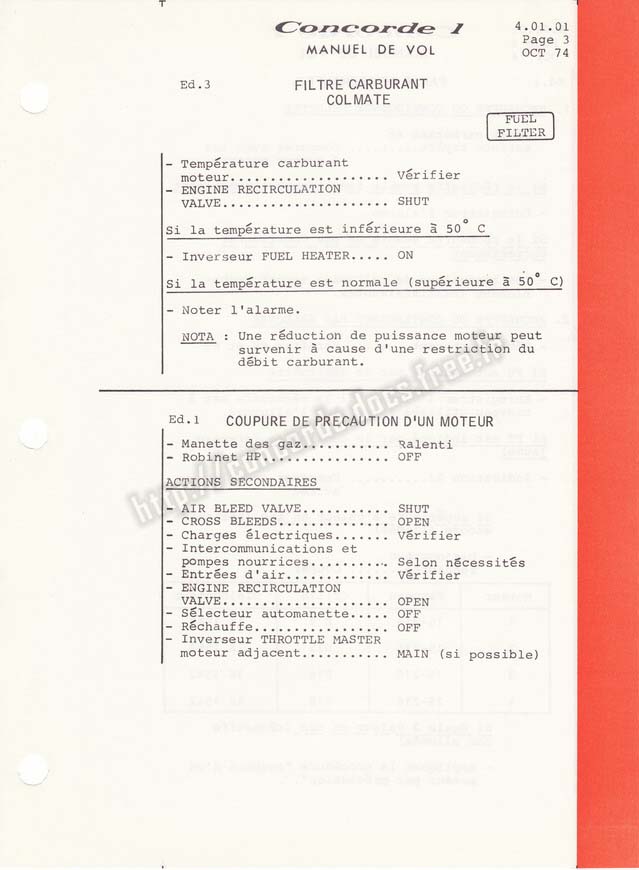 Concorde 1
4.01.01
MANUEL DE VOL
Page 3
OCT 74
Ed.3
FILTRE CARBURANT
COLMATE
FUEL
FILTER
- Température carburant
moteur.................... Vérifier
- ENGINE RECIRCULATION
VALVE..................... SHUT
Si la température est inférieure à 50° C
- Inverseur FUEL HEATER..... ON
Si la température est normale (supérieure à 50° C)
- Noter l'alarme.
NOTA : Une réduction de puissance moteur peut
survenir à cause d'une restriction du
débit carburant.
http://concorde.docs.free.fr
Ed.1 COUPURE DE PRECAUTION D'UN MOTEUR
- Manette des gaz........... Ralenti
- Robinet HP................ OFF
ACTIONS SECONDAIRES
- AIR BLEED VALVE........... SHUT
- CROSS BLEEDS.............. OPEN
- Charges électriques....... Vérifier
- Intercommunications et
pompes nourrices.......... Selon nécessités
- Entrées d'air............. Vérifier
- ENGINE RECIRCULATION
VALVE..................... OPEN
- Sélecteur automanette..... OFF
- Réchauffe................. OFF
- Inverseur THROTTLE MASTER
moteur adjacent........... MAIN (si possible)